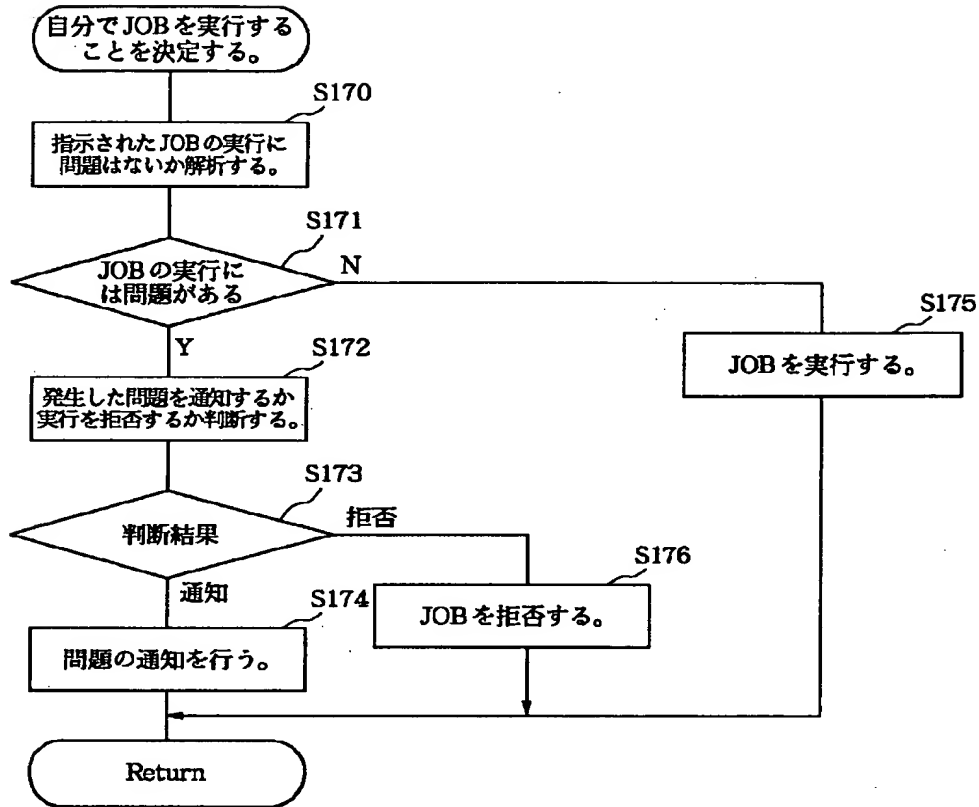 自分でJOBを実行する
ことを決定する。
S170
指示されたJOBの実行に
問題はないか解析する。
S171
JOBの実行に
は問題がある
N
Y
S175
JOBを実行する。
S172
発生した問題を通知するか
実行を拒否するか判断する。
S173
判断結果
拒否
通知
S176
JOBを拒否する。
S174
問題の通知を行う。
Return